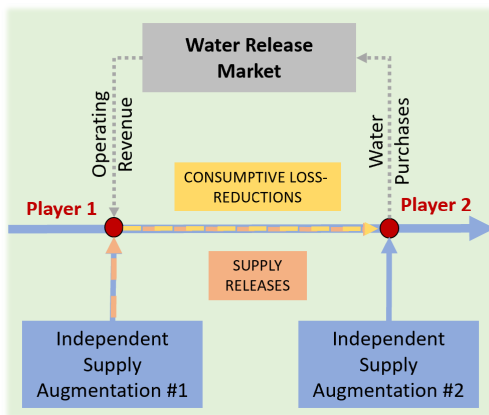 Water Release
Market
Operating
Revenue
Water
Purchases
CONSUMPTIVE LOSS-
REDUCTIONS
Player 1
Player 2
SUPPLY
RELEASES
Independent
Supply
Augmentation #1
Independent
Supply
Augmentation #2